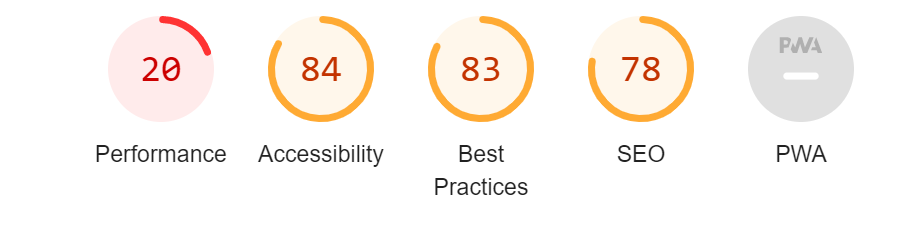 20 84 83 78 PWA
Performance Accessibility Best SEO PWA
Practices